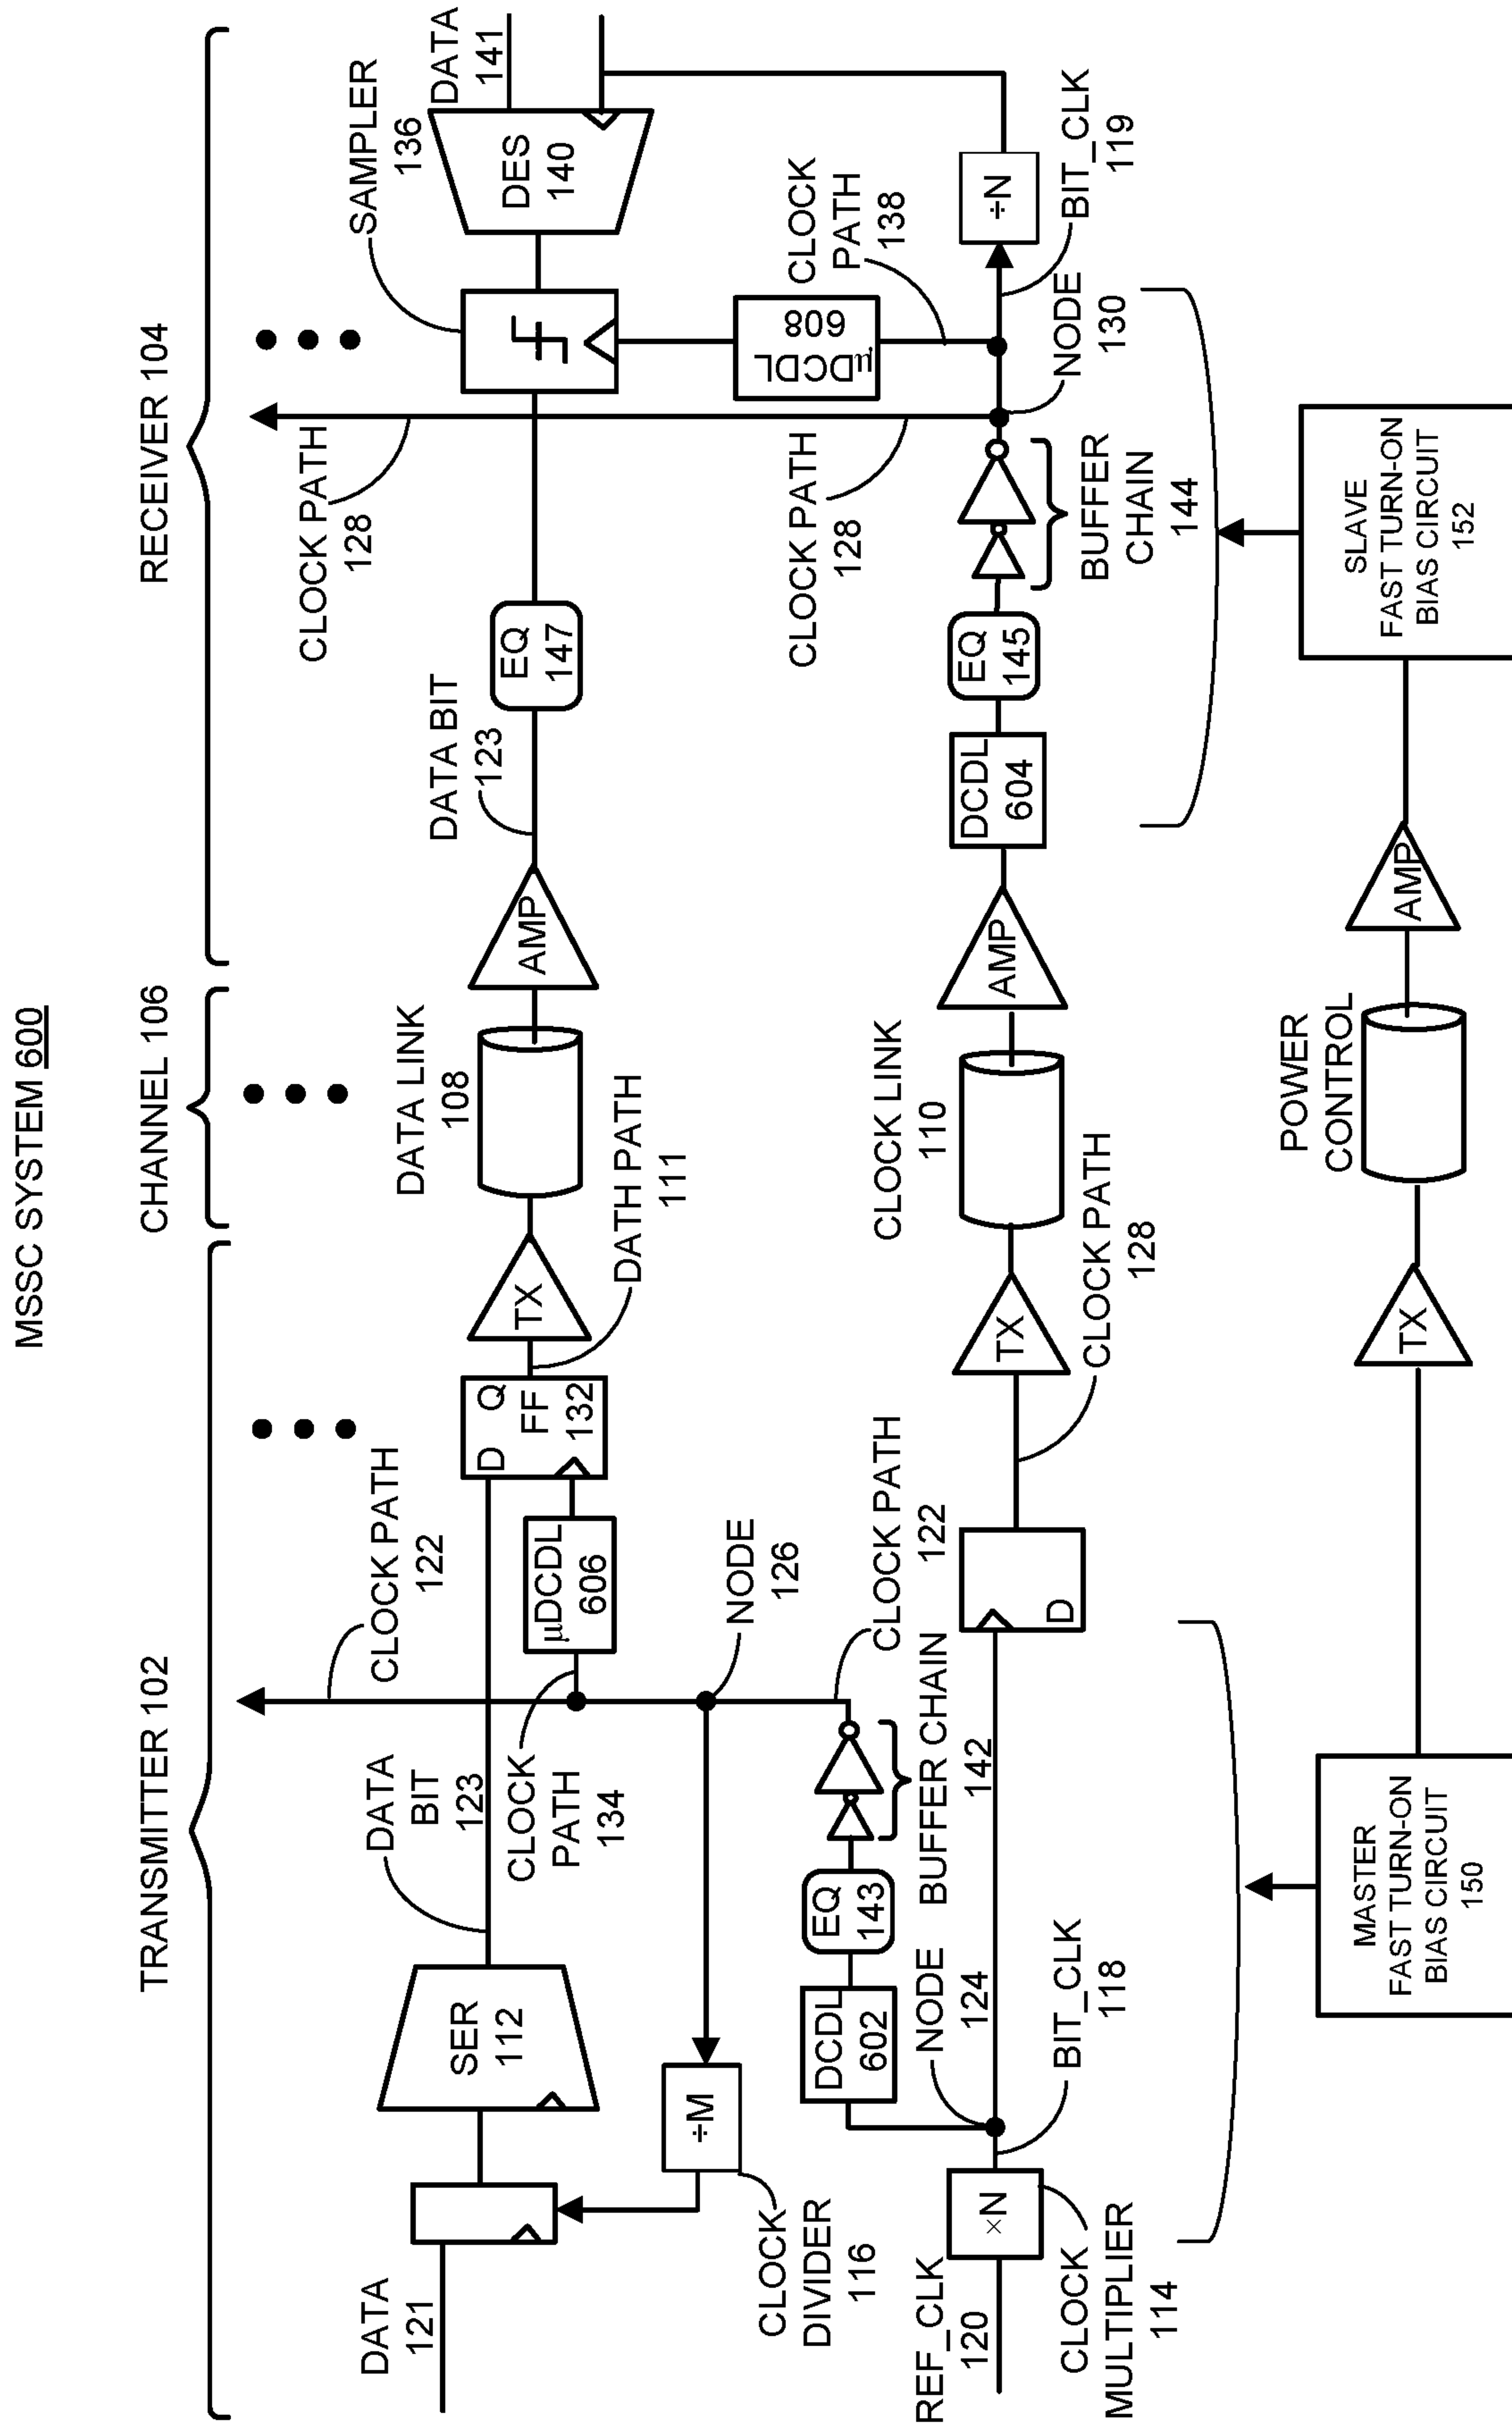 MSSC SYSTEM 600
TRANSMITTER 102
CHANNEL 106
RECEIVER 104
DATA
121
SER
112
DATA
BIT
123
CLOCK PATH
122
CLOCK
PATH
134
μDCDL
606
D Q
FF
132
TX
DATH PATH
111
DATA LINK
108
AMP
DATA BIT
123
EQ
147
CLOCK PATH
128
SAMPLER
136
DES
140
DATA
141
÷M
CLOCK
DIVIDER
116
NODE
126
DCDL
602
EQ
143
BUFFER CHAIN
142
CLOCK PATH
122
REF_CLK
120
×N
CLOCK
MULTIPLIER
114
NODE
124
BIT_CLK
118
D
CLOCK PATH
128
TX
CLOCK LINK
110
AMP
DCDL
604
EQ
145
BUFFER
CHAIN
144
CLOCK PATH
128
μDCDL
608
CLOCK
PATH
138
NODE
130
÷N
BIT_CLK
119
MASTER
FAST TURN-ON
BIAS CIRCUIT
150
TX
POWER
CONTROL
AMP
SLAVE
FAST TURN-ON
BIAS CIRCUIT
152